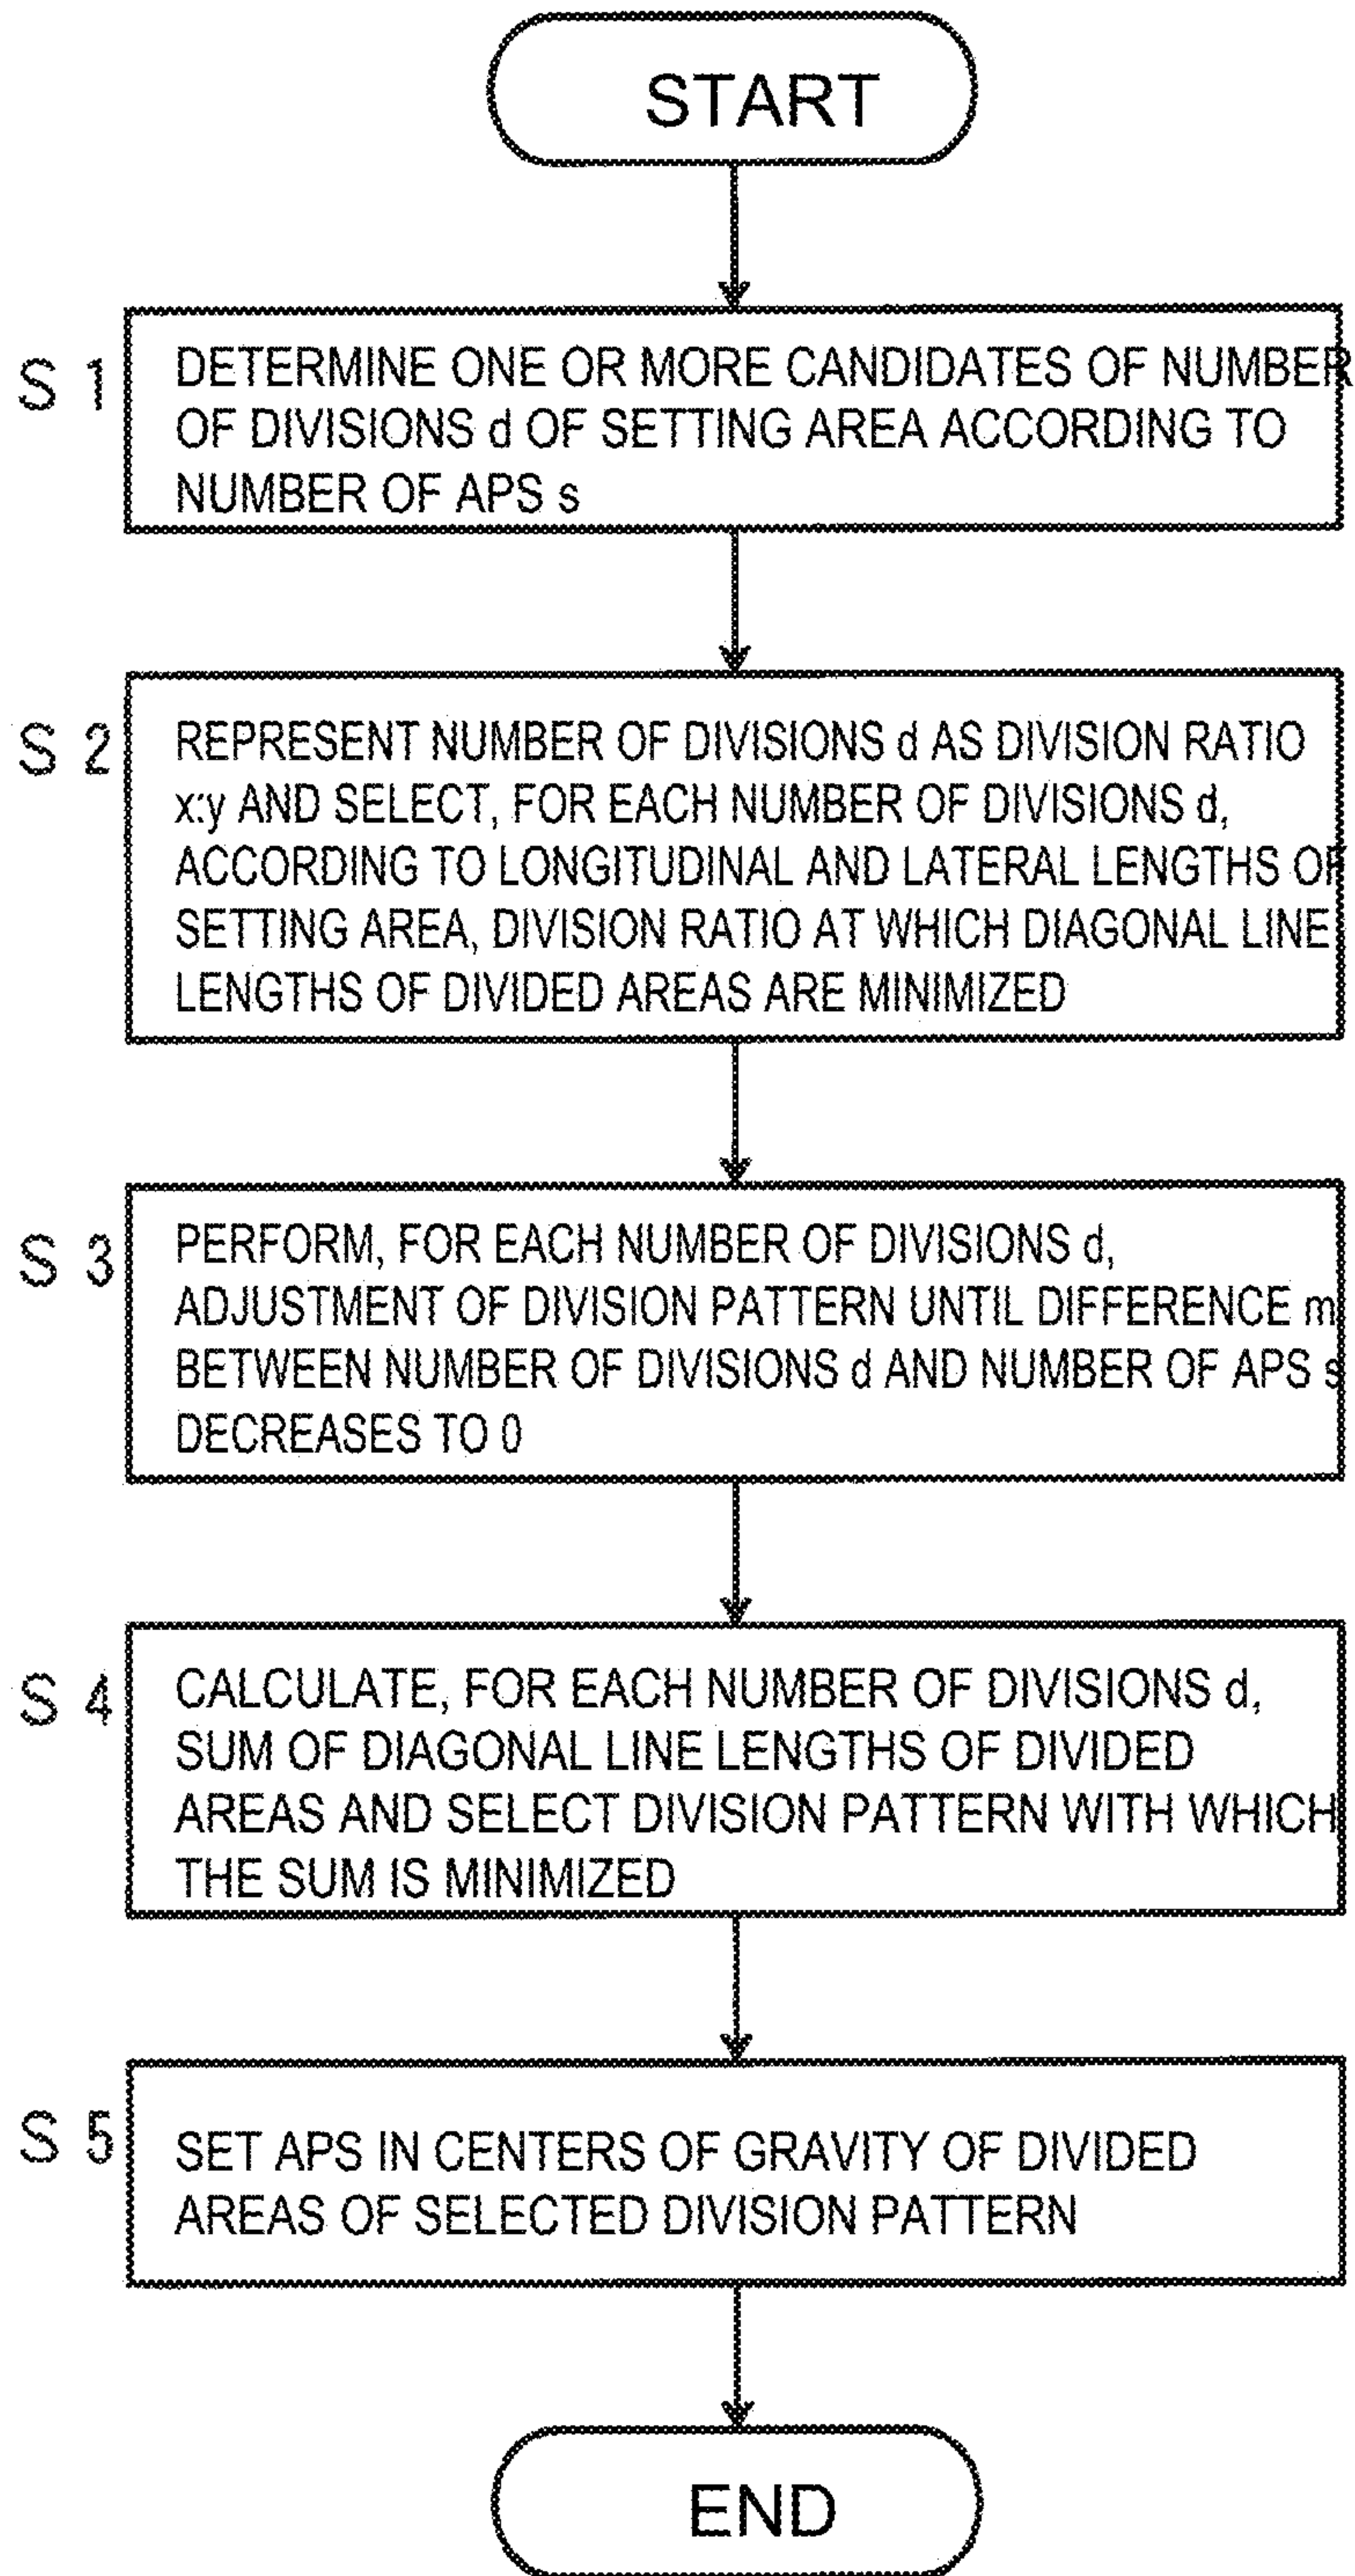 START
S 1
DETERMINE ONE OR MORE CANDIDATES OF NUMBER
OF DIVISIONS d OF SETTING AREA ACCORDING TO
NUMBER OF APS s
S 2
REPRESENT NUMBER OF DIVISIONS d AS DIVISION RATIO
x:y AND SELECT, FOR EACH NUMBER OF DIVISIONS d,
ACCORDING TO LONGITUDINAL AND LATERAL LENGTHS OF
SETTING AREA, DIVISION RATIO AT WHICH DIAGONAL LINE
LENGTHS OF DIVIDED AREAS ARE MINIMIZED
S 3
PERFORM, FOR EACH NUMBER OF DIVISIONS d,
ADJUSTMENT OF DIVISION PATTERN UNTIL DIFFERENCE m
BETWEEN NUMBER OF DIVISIONS d AND NUMBER OF APS s
DECREASES TO 0
S 4
CALCULATE, FOR EACH NUMBER OF DIVISIONS d,
SUM OF DIAGONAL LINE LENGTHS OF DIVIDED
AREAS AND SELECT DIVISION PATTERN WITH WHICH
THE SUM IS MINIMIZED
S 5
SET APS IN CENTERS OF GRAVITY OF DIVIDED
AREAS OF SELECTED DIVISION PATTERN
END